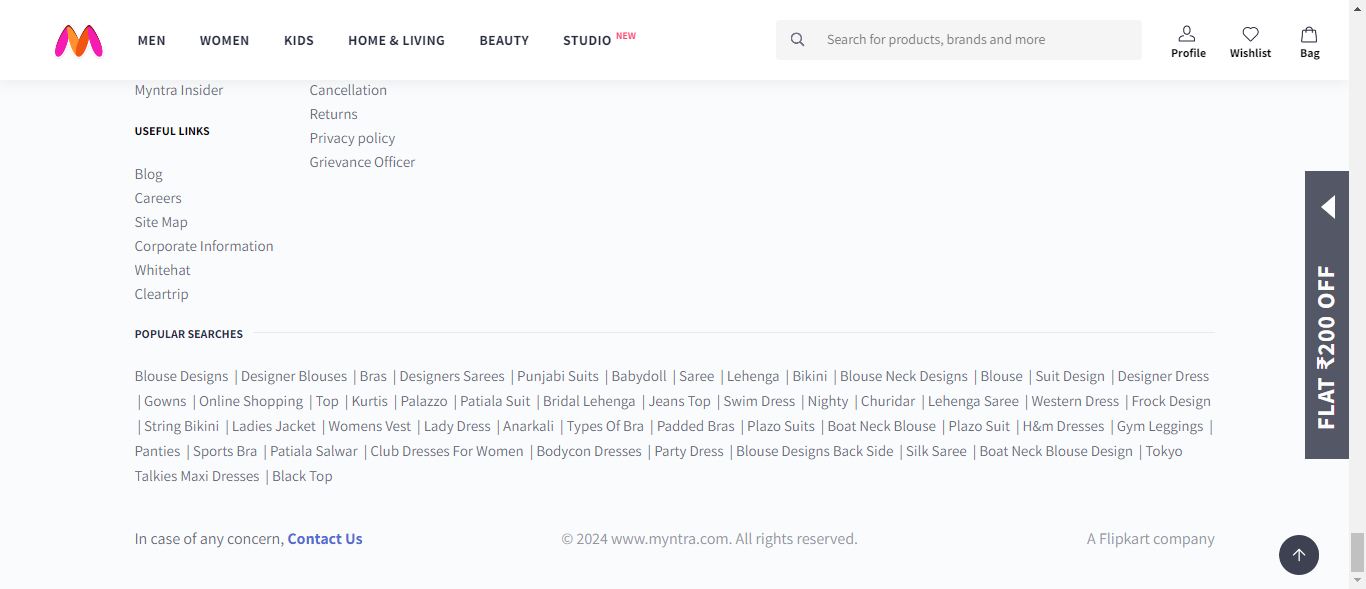 MEN WOMEN KIDS HOME & LIVING BEAUTY STUDIO NEW Search for products, brands and more Profile Wishlist Bag
Myntra Insider
USEFUL LINKS
Blog
Careers
Site Map
Corporate Information
Whitehat
Cleartrip
Cancellation
Returns
Privacy policy
Grievance Officer
FLAT ₹200 OFF
POPULAR SEARCHES
Blouse Designs | Designer Blouses | Bras | Designers Sarees | Punjabi Suits | Babydoll | Saree | Lehenga | Bikini | Blouse Neck Designs | Blouse | Suit Design | Designer Dress
| Gowns | Online Shopping | Top | Kurtis | Palazzo | Patiala Suit | Bridal Lehenga | Jeans Top | Swim Dress | Nighty | Churidar | Lehenga Saree | Western Dress | Frock Design
| String Bikini | Ladies Jacket | Womens Vest | Lady Dress | Anarkali | Types Of Bra | Padded Bras | Plazo Suits | Boat Neck Blouse | Plazo Suit | H&m Dresses | Gym Leggings |
Panties | Sports Bra | Patiala Salwar | Club Dresses For Women | Bodycon Dresses | Party Dress | Blouse Designs Back Side | Silk Saree | Boat Neck Blouse Design | Tokyo
Talkies Maxi Dresses | Black Top
In case of any concern, Contact Us
© 2024 www.myntra.com. All rights reserved.
A Flipkart company